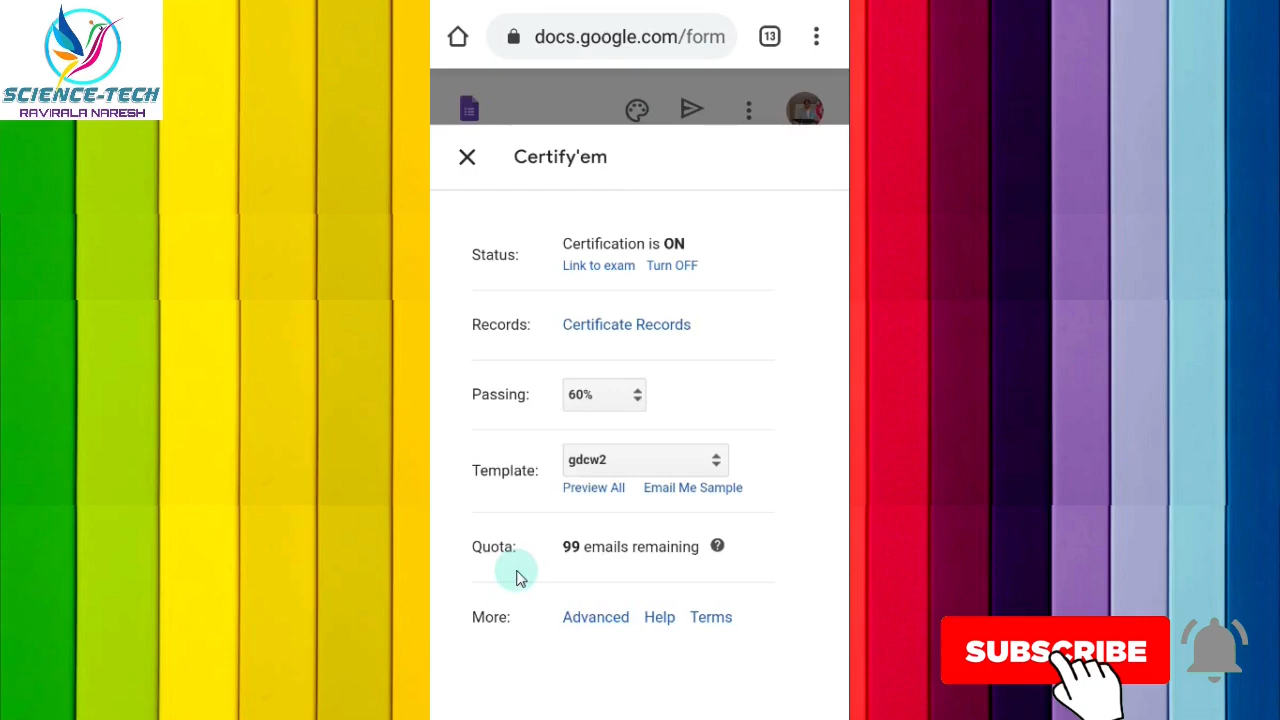 SCIENCE-TECH
RAVIRALA NARESH
docs.google.com/form
13
Certify'em
Status:
Certification is ON
Link to exam Turn OFF
Records: Certificate Records
Passing: 60%
Template: gdcw2
Preview All Email Me Sample
Quota: 99 emails remaining ?
More: Advanced Help Terms
SUBSCRIBE